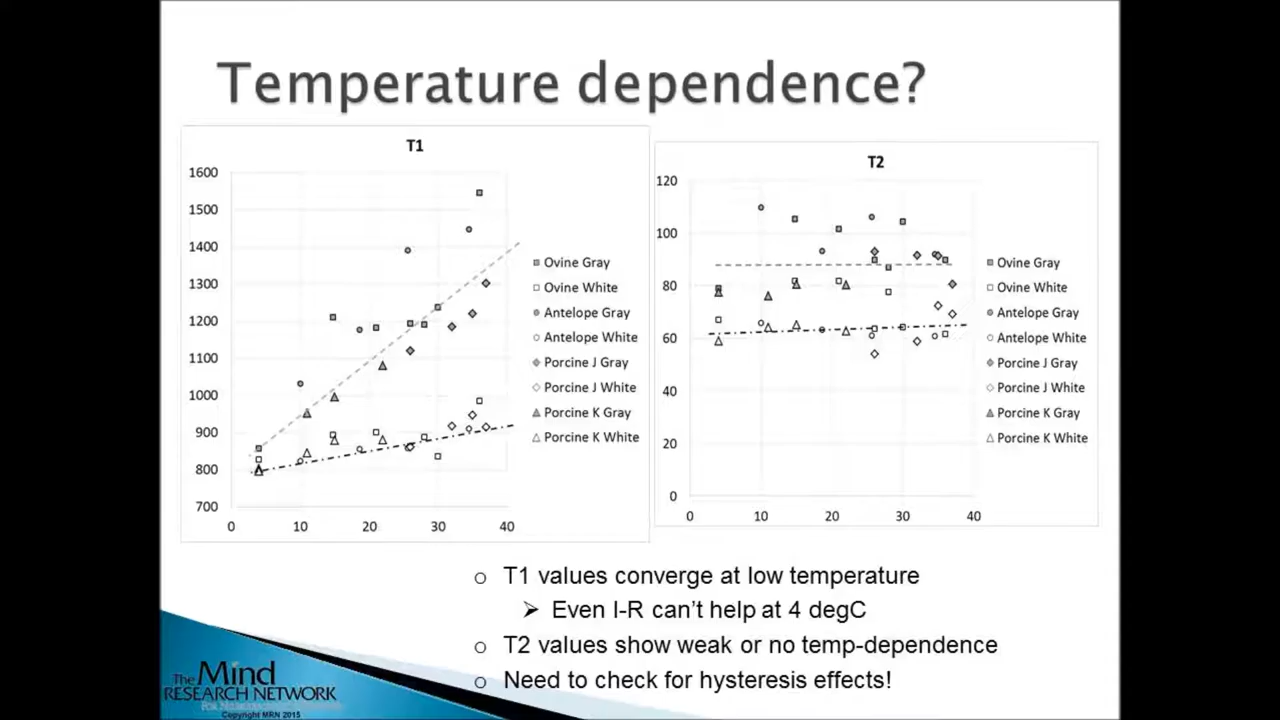 Temperature dependence?
T1
1600
1500
1400
1300
1200
1100
1000
900
800
700
0 10 20 30 40
Ovine Gray
Ovine White
Antelope Gray
Antelope White
Porcine J Gray
Porcine J White
Porcine K Gray
Porcine K White
T2
120
100
80
60
40
20
0
0 10 20 30 40
Ovine Gray
Ovine White
Antelope Gray
Antelope White
Porcine J Gray
Porcine J White
Porcine K Gray
Porcine K White
T1 values converge at low temperature
Even I-R can't help at 4 degC
T2 values show weak or no temp-dependence
Need to check for hysteresis effects!
The Mind
RESEARCH NETWORK
Copyright MRN 2015